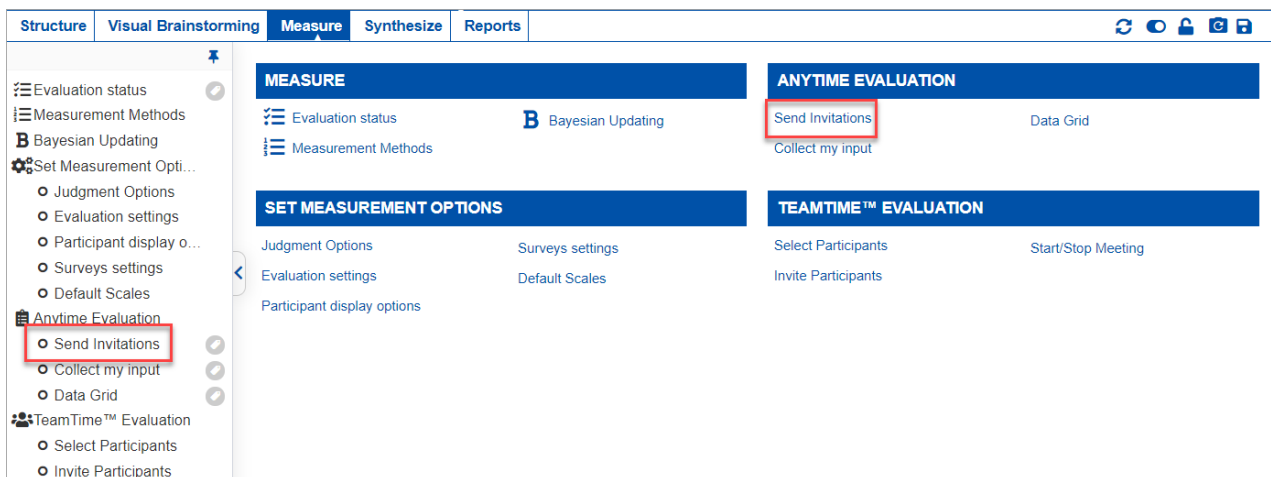 Structure
Visual Brainstorming
Measure
Synthesize
Reports
Evaluation status
Measurement Methods
B Bayesian Updating
Set Measurement Opti...
Judgment Options
Evaluation settings
Participant display o...
Surveys settings
Default Scales
Anytime Evaluation
Send Invitations
Collect my input
Data Grid
TeamTime™ Evaluation
Select Participants
Invite Participants
MEASURE
Evaluation status
B Bayesian Updating
Measurement Methods
ANYTIME EVALUATION
Send Invitations
Data Grid
Collect my input
SET MEASUREMENT OPTIONS
Judgment Options
Surveys settings
Evaluation settings
Default Scales
Participant display options
TEAMTIME™ EVALUATION
Select Participants
Start/Stop Meeting
Invite Participants